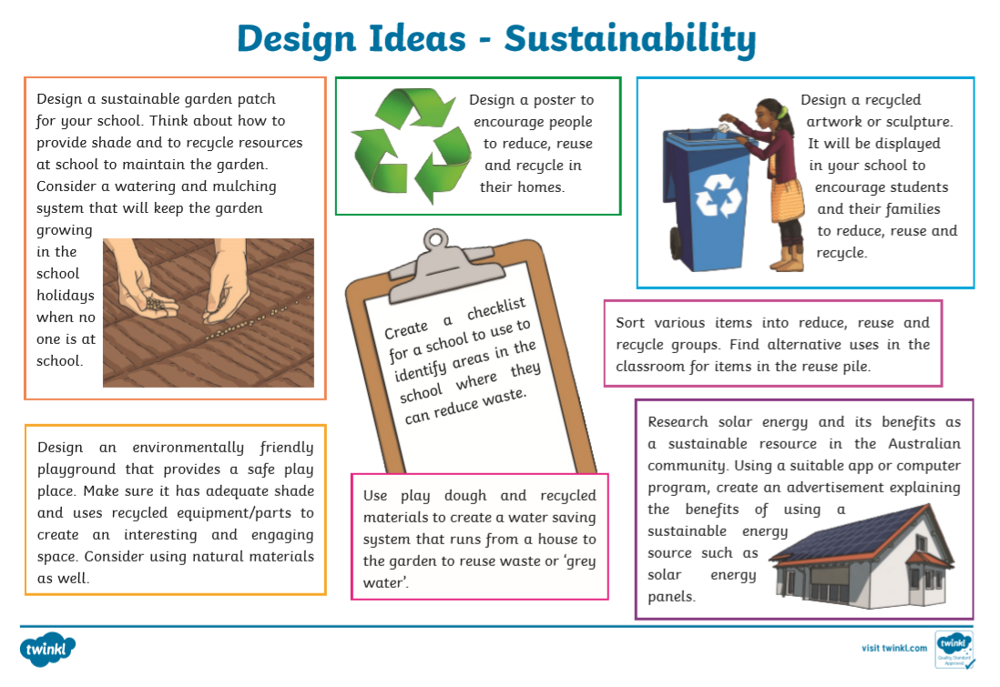 Design Ideas - Sustainability
Design a sustainable garden patch
for your school. Think about how to
provide shade and to recycle resources
at school to maintain the garden.
Consider a watering and mulching
system that will keep the garden
growing
in the
school
holidays
when no
one is at
school.
Design a poster to
encourage people
to reduce, reuse
and recycle in
their homes.
Design a recycled
artwork or sculpture.
It will be displayed
in your school to
encourage students
and their families
to reduce, reuse and
recycle.
Create a checklist
for a school to use to
identify areas in the
school where they
can reduce waste.
Sort various items into reduce, reuse and
recycle groups. Find alternative uses in the
classroom for items in the reuse pile.
Design an environmentally friendly
playground that provides a safe play
place. Make sure it has adequate shade
and uses recycled equipment/parts to
create an interesting and engaging
space. Consider using natural materials
as well.
Use play dough and recycled
materials to create a water saving
system that runs from a house to
the garden to reuse waste or ‘grey
water’.
Research solar energy and its benefits as
a sustainable resource in the Australian
community. Using a suitable app or computer
program, create an advertisement explaining
the benefits of using a
sustainable energy
source such as
solar energy
panels.
twinkl
visit twinkl.com
twinkl
Quality Standard
Approved